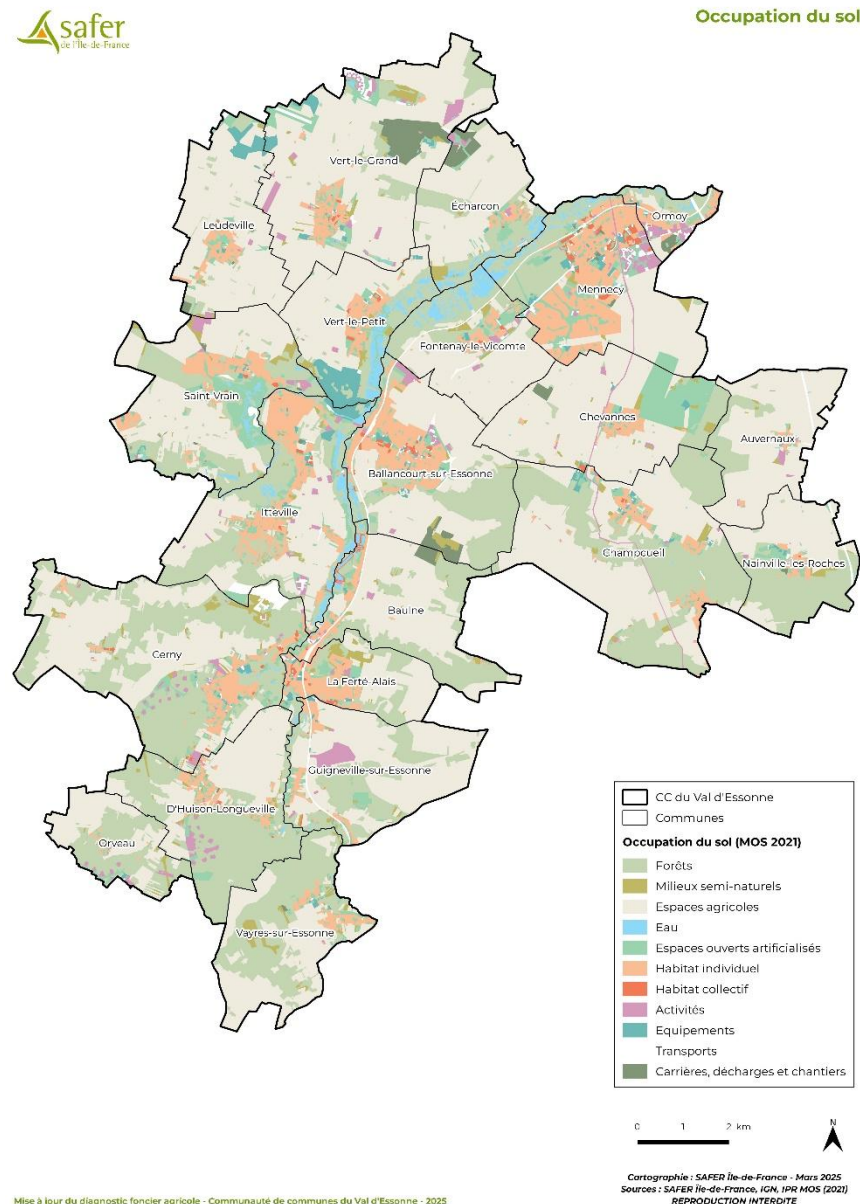 safer
de l'Île-de-France
Occupation du sol
Vert-le-Grand
Écharcon
Leudeville
Ormoy
Mennecy
Vert-le-Petit
Fontenay-le-Vicomte
Saint-Vrain
Chevannes
Auvernaux
Ballancourt-sur-Essonne
Itteville
Champcueil
Nainville-les-Roches
Baulne
Cerny
La Ferté-Alais
Guigneville-sur-Essonne
D'Huison-Longueville
Orveau
Vayres-sur-Essonne
CC du Val d'Essonne
Communes
Occupation du sol (MOS 2021)
Forêts
Milieux semi-naturels
Espaces agricoles
Eau
Espaces ouverts artificialisés
Habitat individuel
Habitat collectif
Activités
Equipements
Transports
Carrières, décharges et chantiers
0 1 2 km
N
Cartographie : SAFER Île-de-France - Mars 2025
Sources : SAFER Île-de-France, IGN, IPR MOS (2021)
REPRODUCTION INTERDITE
Mise à jour du diagnostic foncier agricole - Communauté de communes du Val d'Essonne - 2025